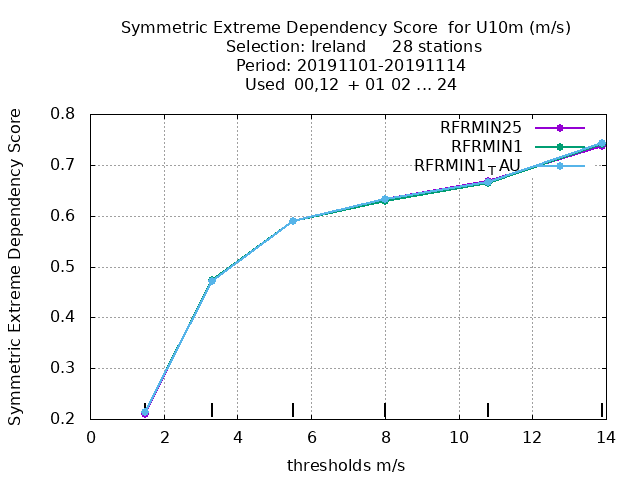 Symmetric Extreme Dependency Score  for U10m (m/s)
Selection: Ireland     28 stations
Period: 20191101-20191114
Used  00,12  + 01 02 ... 24
Symmetric Extreme Dependency Score
0.8
0.7
0.6
0.5
0.4
0.3
0.2
RFRMIN25
RFRMIN1
RFRMIN1TAU
0 2 4 6 8 10 12 14
thresholds m/s